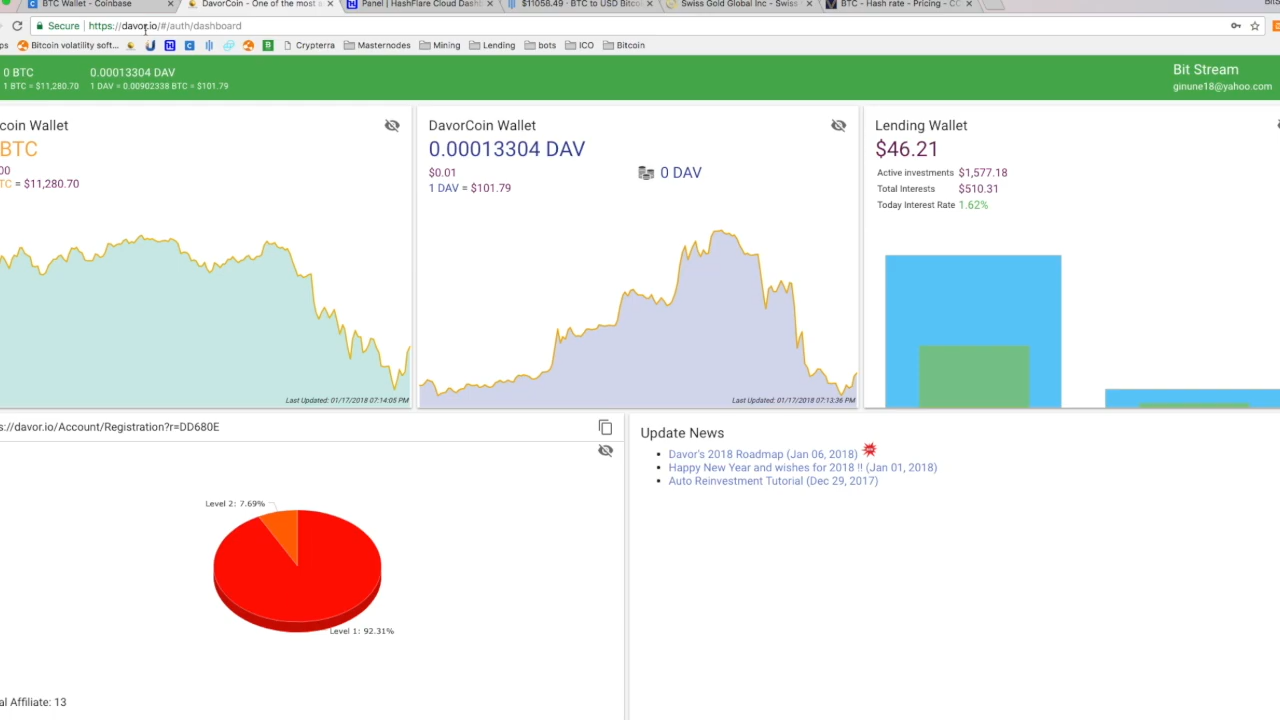 BTC Wallet - Coinbase
DavorCoin - One of the most a
Panel | HashFlare Cloud Dashb
$11058.49 - BTC to USD Bitcoi
Swiss Gold Global Inc - Swiss
BTC - Hash rate - Pricing - CC
Secure | https://davor.io/#/auth/dashboard
ps Bitcoin volatility soft... Crypterra Masternodes Mining Lending bots ICO Bitcoin
0 BTC
1 BTC = $11,280.70
0.00013304 DAV
1 DAV = 0.00902338 BTC = $101.79
Bit Stream
ginune18@yahoo.com
coin Wallet
BTC
00
TC = $11,280.70
Last Updated: 01/17/2018 07:14:05 PM
DavorCoin Wallet
0.00013304 DAV
$0.01
1 DAV = $101.79
0 DAV
Last Updated: 01/17/2018 07:13:36 PM
Lending Wallet
$46.21
Active investments $1,577.18
Total Interests $510.31
Today Interest Rate 1.62%
s://davor.io/Account/Registration?r=DD680E
Level 2: 7.69%
Level 1: 92.31%
al Affiliate: 13
Update News
Davor's 2018 Roadmap (Jan 06, 2018)
Happy New Year and wishes for 2018 !! (Jan 01, 2018)
Auto Reinvestment Tutorial (Dec 29, 2017)